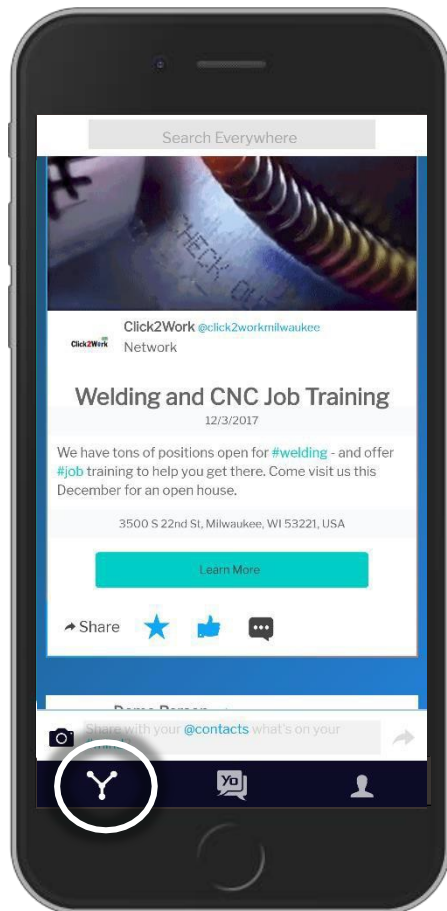 Search Everywhere
CHECK OU
Click2Work @click2workmilwaukee
Click2Work
Network
Welding and CNC Job Training
12/3/2017
We have tons of positions open for #welding - and offer
#job training to help you get there. Come visit us this
December for an open house.
3500 S 22nd St, Milwaukee, WI 53221, USA
Learn More
Share
Share with your @contacts what's on your
Yo